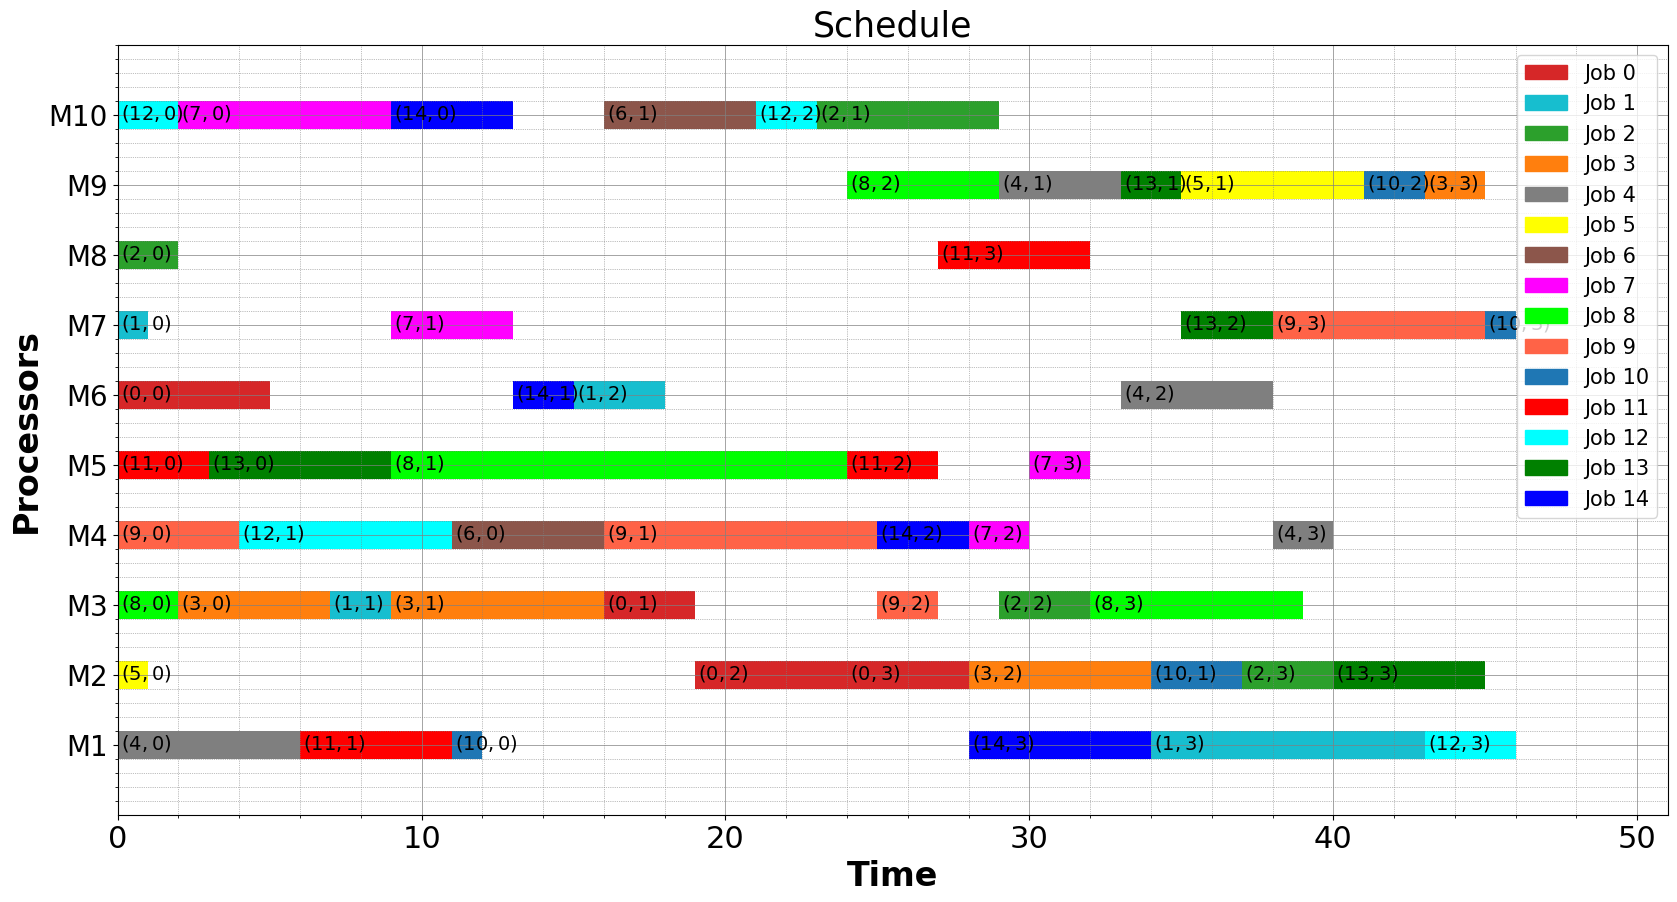 Schedule
M10
(12, 0) (7, 0) (14, 0) (6, 1) (12, 2) (2, 1)
M9
(8, 2) (4, 1) (13, 1) (5, 1) (10, 2) (3, 3)
M8
(2, 0) (11, 3)
M7
(1, 0) (7, 1) (13, 2) (9, 3) (10, 3)
M6
(0, 0) (14, 1) (1, 2) (4, 2)
M5
(11, 0) (13, 0) (8, 1) (11, 2) (7, 3)
M4
(9, 0) (12, 1) (6, 0) (9, 1) (14, 2) (7, 2) (4, 3)
M3
(8, 0) (3, 0) (1, 1) (3, 1) (0, 1) (9, 2) (2, 2) (8, 3)
M2
(5, 0) (0, 2) (0, 3) (3, 2) (10, 1) (2, 3) (13, 3)
M1
(4, 0) (11, 1) (10, 0) (14, 3) (1, 3) (12, 3)
Processors
0 10 20 30 40 50
Time
Job 0
Job 1
Job 2
Job 3
Job 4
Job 5
Job 6
Job 7
Job 8
Job 9
Job 10
Job 11
Job 12
Job 13
Job 14